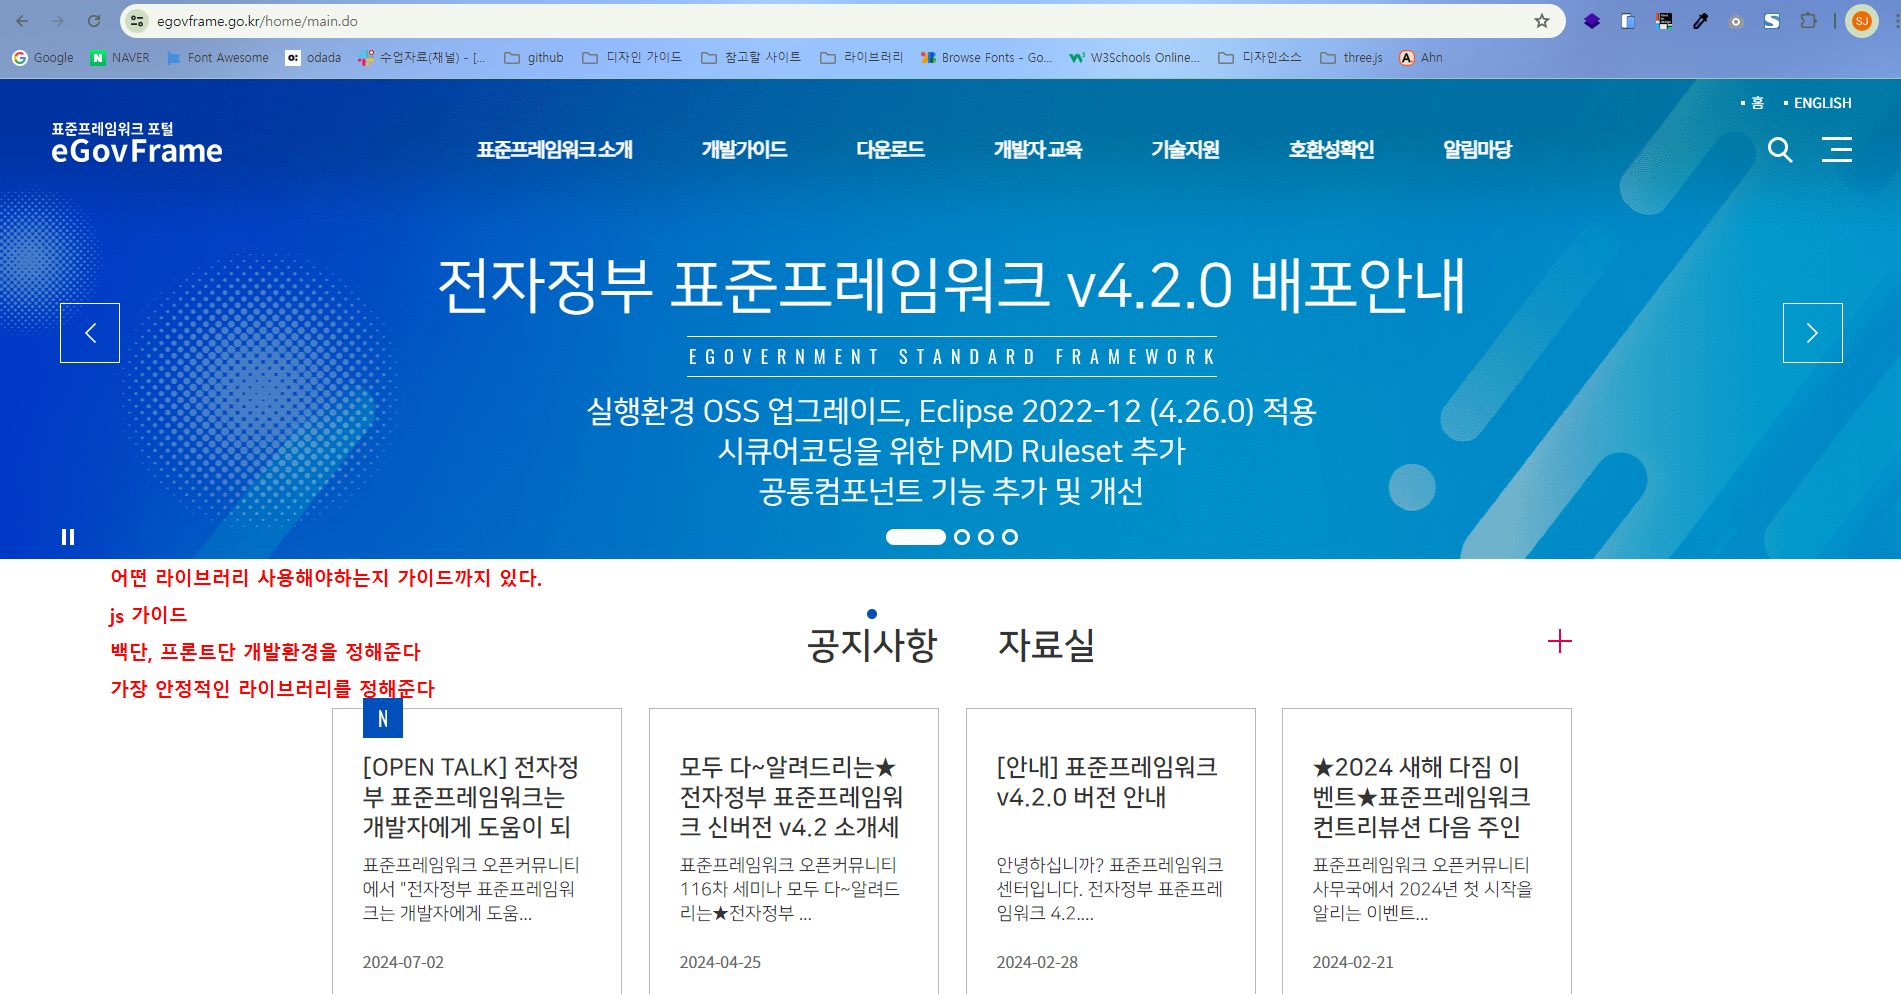 egovframe.go.kr/home/main.do
SJ
Google
NAVER
Font Awesome
odada
수업자료(채널) - [...
github
디자인 가이드
참고할 사이트
라이브러리
Browse Fonts - Go...
W3Schools Online...
디자인소스
three.js
Ahn
홈
ENGLISH
표준프레임워크 포털
eGovFrame
표준프레임워크 소개
개발가이드
다운로드
개발자 교육
기술지원
호환성확인
알림마당
전자정부 표준프레임워크 v4.2.0 배포안내
EGOVERNMENT STANDARD FRAMEWORK
실행환경 OSS 업그레이드, Eclipse 2022-12 (4.26.0) 적용
시큐어코딩을 위한 PMD Ruleset 추가
공통컴포넌트 기능 추가 및 개선
어떤 라이브러리 사용해야하는지 가이드까지 있다.
js 가이드
백단, 프론트단 개발환경을 정해준다
가장 안정적인 라이브러리를 정해준다
공지사항
자료실
N
[OPEN TALK] 전자정
부 표준프레임워크는
개발자에게 도움이 되
표준프레임워크 오픈커뮤니티
에서 "전자정부 표준프레임워
크는 개발자에게 도움...
2024-07-02
모두 다~알려드리는★
전자정부 표준프레임워
크 신버전 v4.2 소개세
표준프레임워크 오픈커뮤니티
116차 세미나 모두 다~알려드
리는★전자정부 ...
2024-04-25
[안내] 표준프레임워크
v4.2.0 버전 안내
안녕하십니까? 표준프레임워크
센터입니다. 전자정부 표준프레
임워크 4.2....
2024-02-28
★2024 새해 다짐 이
벤트★표준프레임워크
컨트리뷰션 다음 주인
표준프레임워크 오픈커뮤니티
사무국에서 2024년 첫 시작을
알리는 이벤트...
2024-02-21